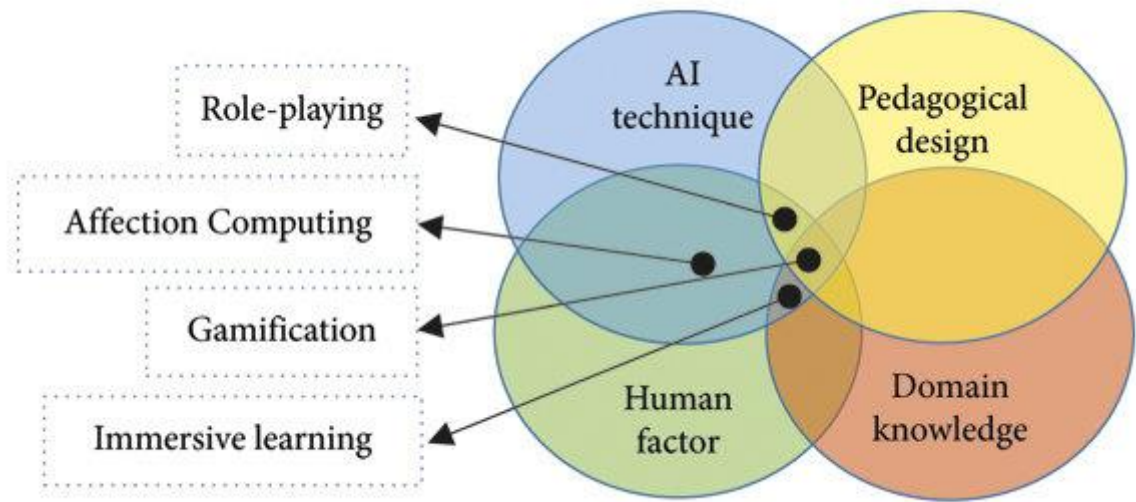 Role-playing
Affection Computing
Gamification
Immersive learning
AI
technique
Pedagogical
design
Human
factor
Domain
knowledge